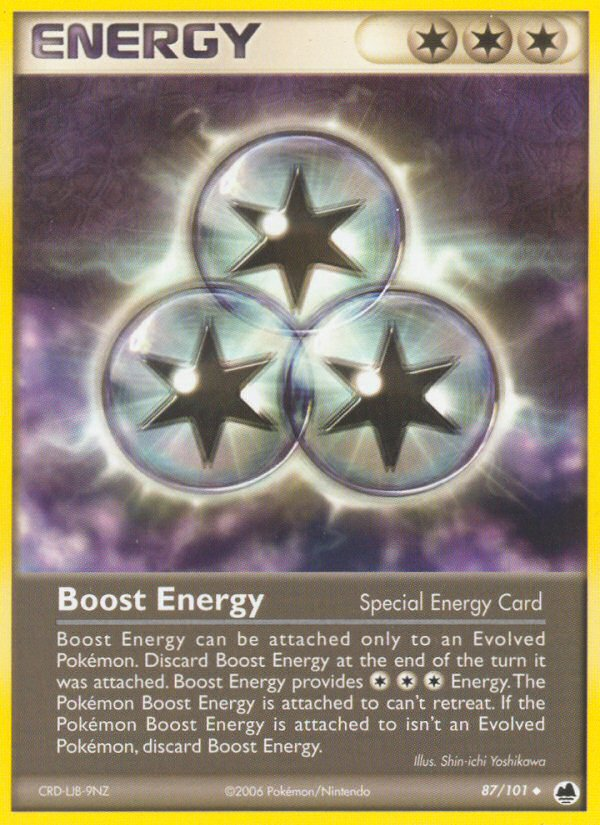 ENERGY
Boost Energy Special Energy Card
Boost Energy can be attached only to an Evolved
Pokémon. Discard Boost Energy at the end of the turn it
was attached. Boost Energy provides Energy. The
Pokémon Boost Energy is attached to can't retreat. If the
Pokémon Boost Energy is attached to isn't an Evolved
Pokémon, discard Boost Energy.
Illus. Shin-ichi Yoshikawa
CRD-LJB-9NZ ©2006 Pokémon/Nintendo 87/101